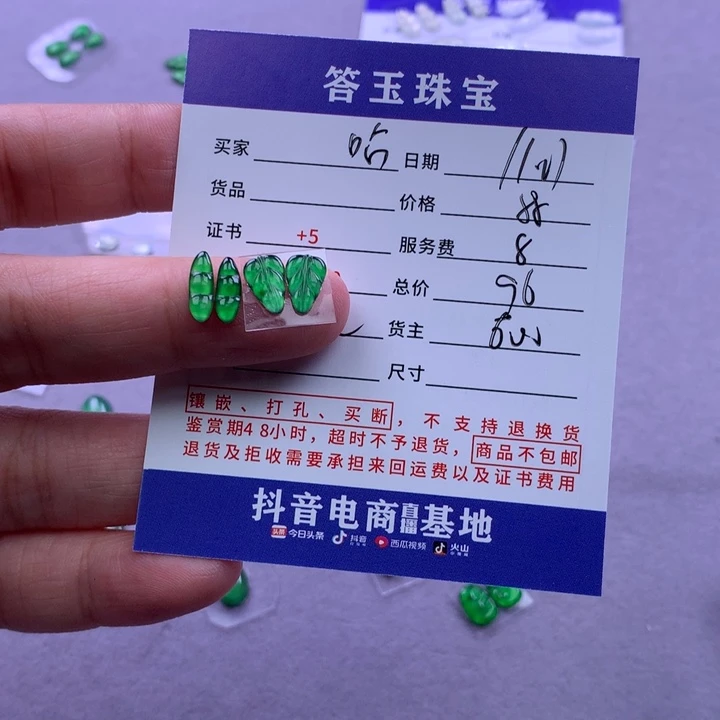 答玉珠宝
买家 哈 日期
货品 价格 88
证书 +5 服务费 8
总价 96
货主
尺寸
镶嵌、打孔、买断，不支持退换货
鉴赏期48小时，超时不予退货，商品不包邮
退货及拒收需要承担来回运费以及证书费用
抖音电商直播基地
头条 今日头条 抖音 西瓜视频 火山